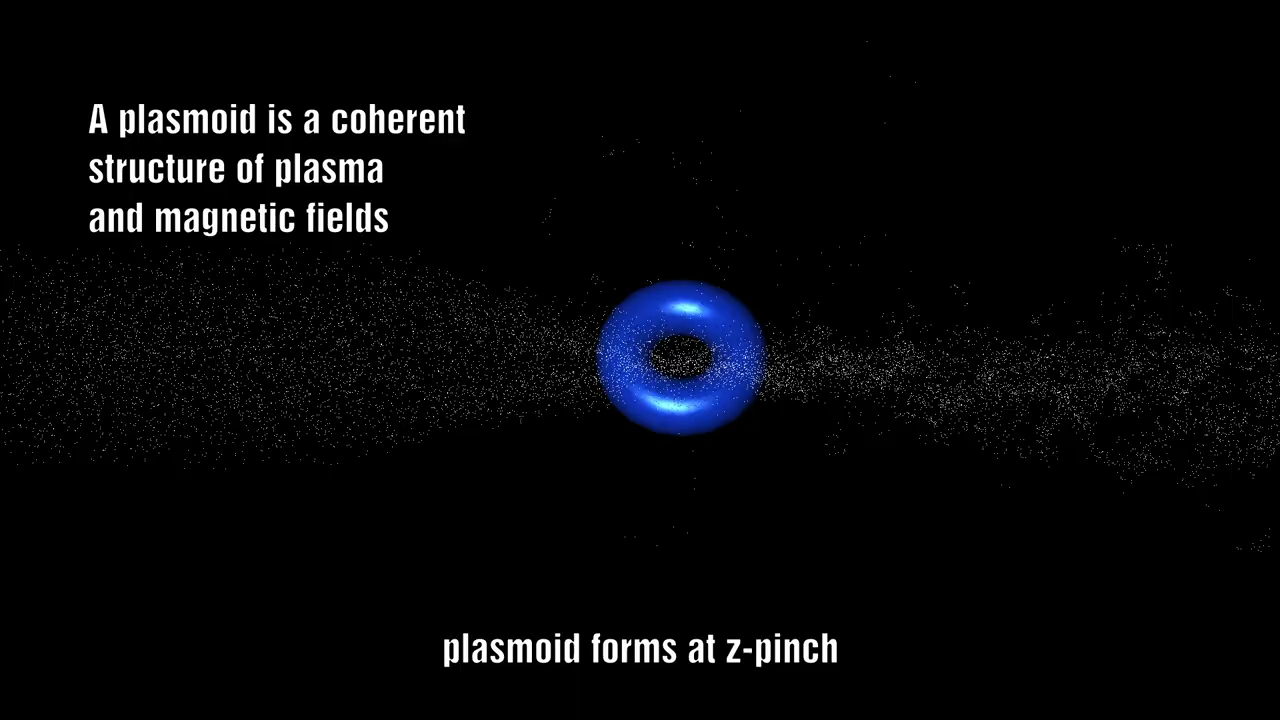 A plasmoid is a coherent
structure of plasma
and magnetic fields
plasmoid forms at z-pinch